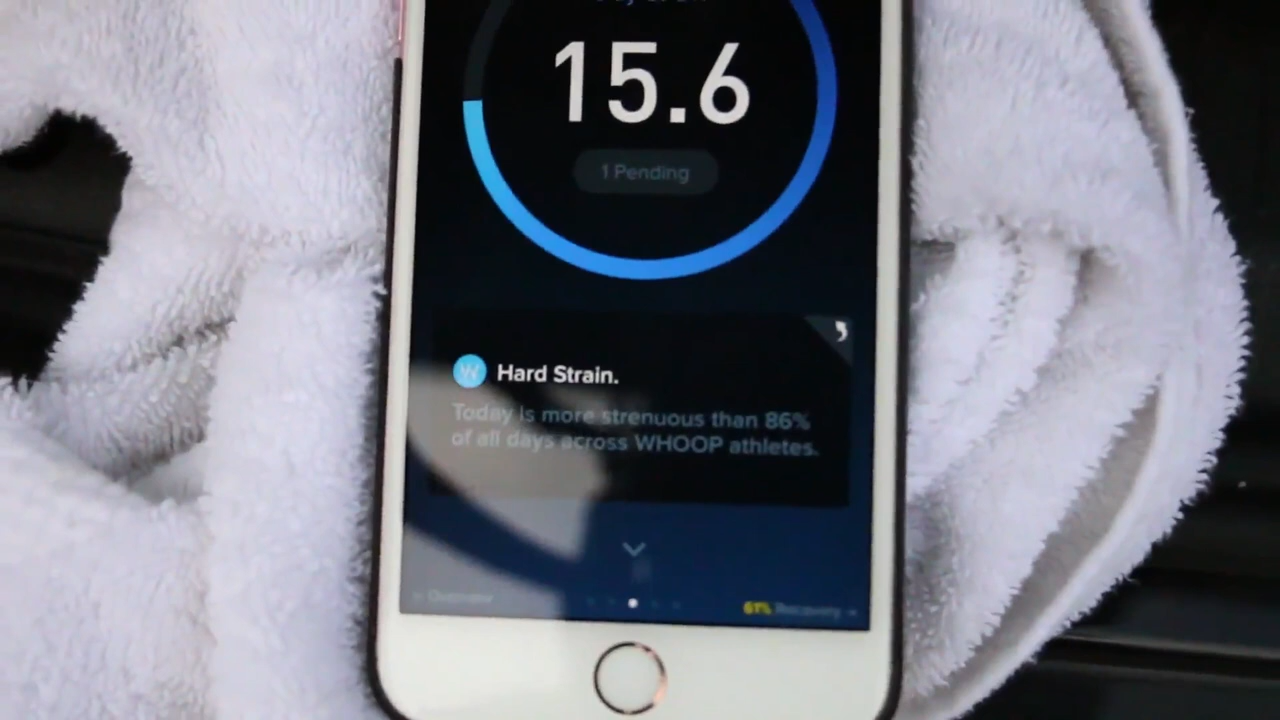 15.6
1 Pending
W Hard Strain.
Today is more strenuous than 86%
of all days across WHOOP athletes.
Overview
61% Recovery